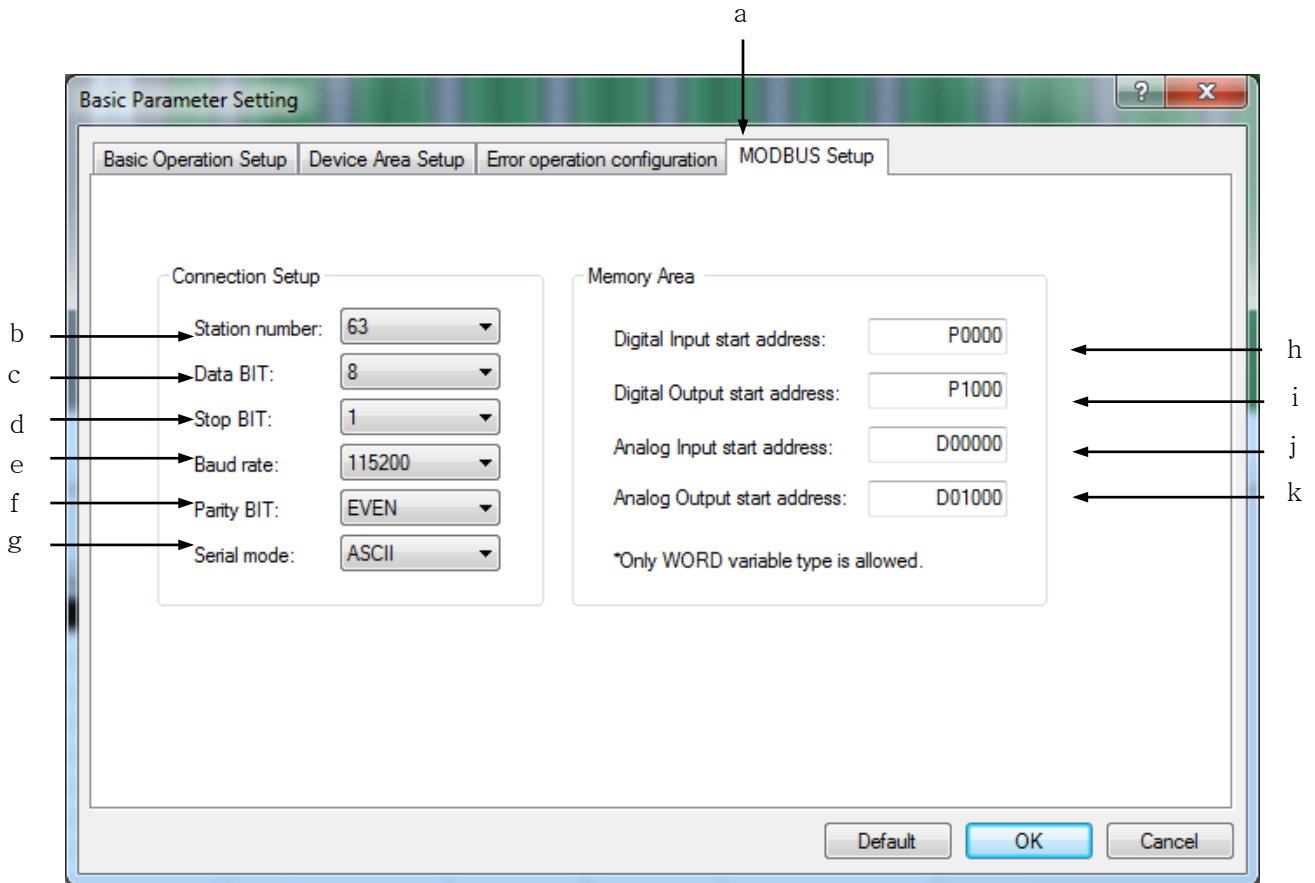 a
Basic Parameter Setting
? X
Basic Operation Setup Device Area Setup Error operation configuration MODBUS Setup
Connection Setup
b Station number: 63
c Data BIT: 8
d Stop BIT: 1
e Baud rate: 115200
f Parity BIT: EVEN
g Serial mode: ASCII
Memory Area
Digital Input start address: P0000 h
Digital Output start address: P1000 i
Analog Input start address: D00000 j
Analog Output start address: D01000 k
*Only WORD variable type is allowed.
Default OK Cancel